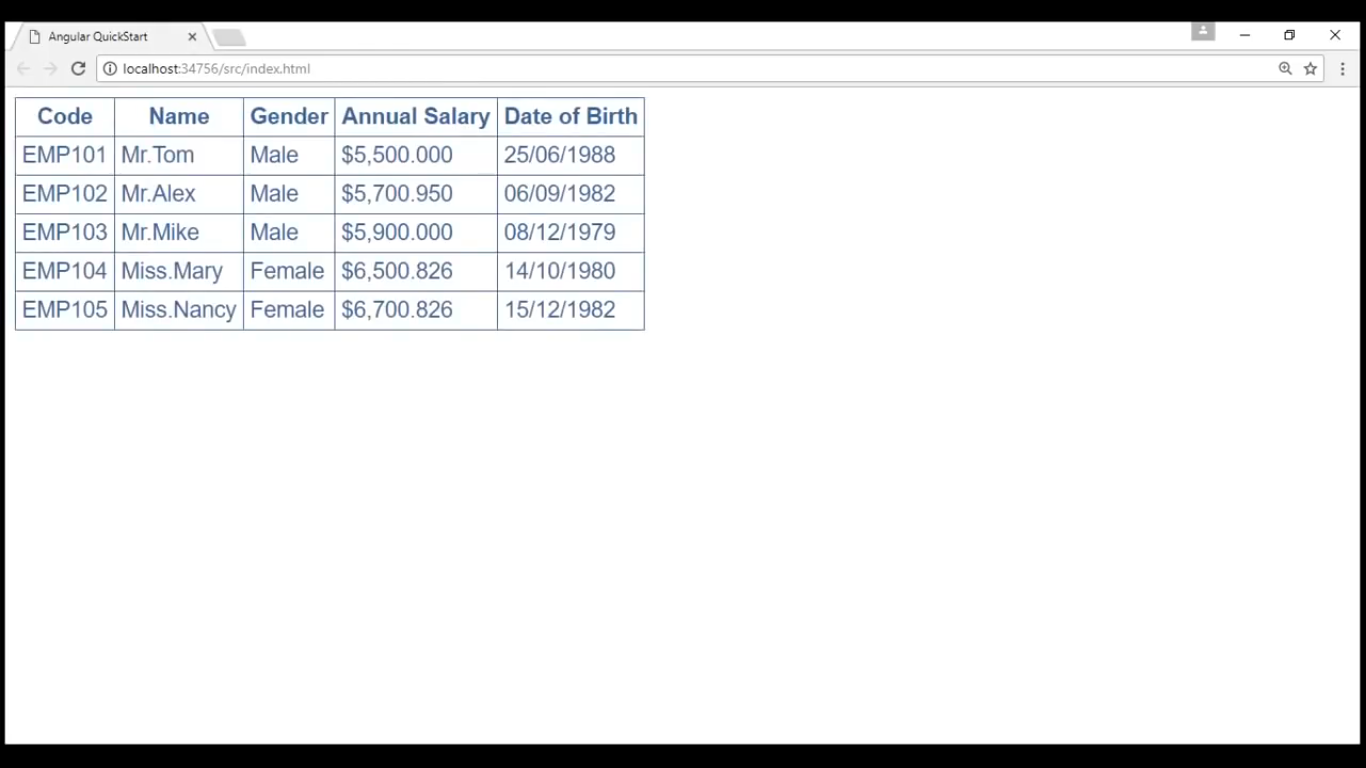 Angular QuickStart
localhost:34756/src/index.html
Code Name Gender Annual Salary Date of Birth
EMP101 Mr.Tom Male $5,500.000 25/06/1988
EMP102 Mr.Alex Male $5,700.950 06/09/1982
EMP103 Mr.Mike Male $5,900.000 08/12/1979
EMP104 Miss.Mary Female $6,500.826 14/10/1980
EMP105 Miss.Nancy Female $6,700.826 15/12/1982